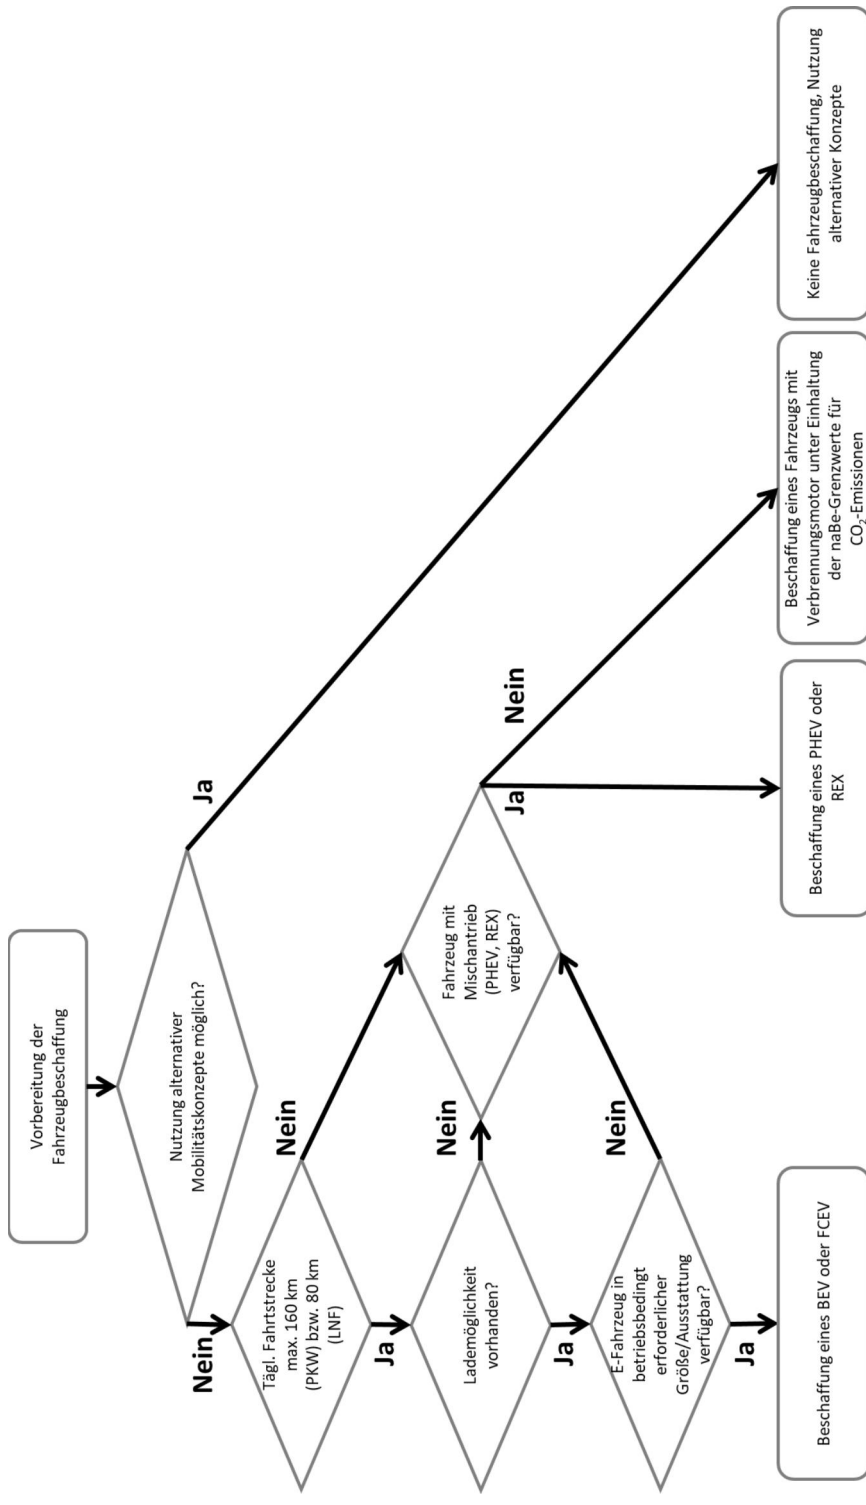 Vorbereitung der
Fahrzeugbeschaffung
Nutzung alternativer
Mobilitätskonzepte möglich?
Ja
Nein
Tägl. Fahrtstrecke
max. 160 km
(PKW) bzw. 80 km
(LNF)
Nein
Ja
Lademöglichkeit
vorhanden?
Nein
Ja
Fahrzeug mit
Mischantrieb
(PHEV, REX)
verfügbar?
Ja
Nein
E-Fahrzeug in
betriebsbedingt
erforderlicher
Größe/Ausstattung
verfügbar?
Nein
Ja
Beschaffung eines BEV oder FCEV
Beschaffung eines PHEV oder
REX
Beschaffung eines Fahrzeugs mit
Verbrennungsmotor unter Einhaltung
der naBe-Grenzwerte für
CO₂-Emissionen
Keine Fahrzeugbeschaffung, Nutzung
alternativer Konzepte